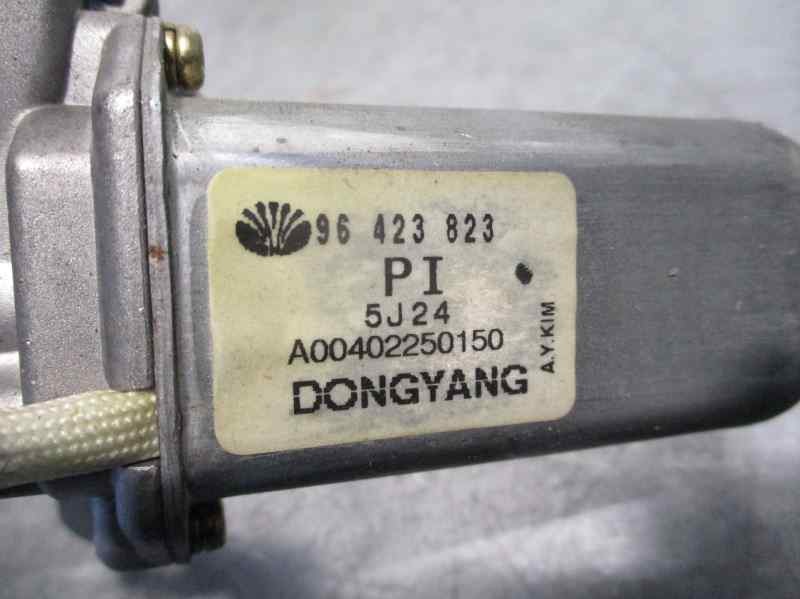 96 423 823
PI
5J24
A00402250150
DONGYANG
A.Y.KIM